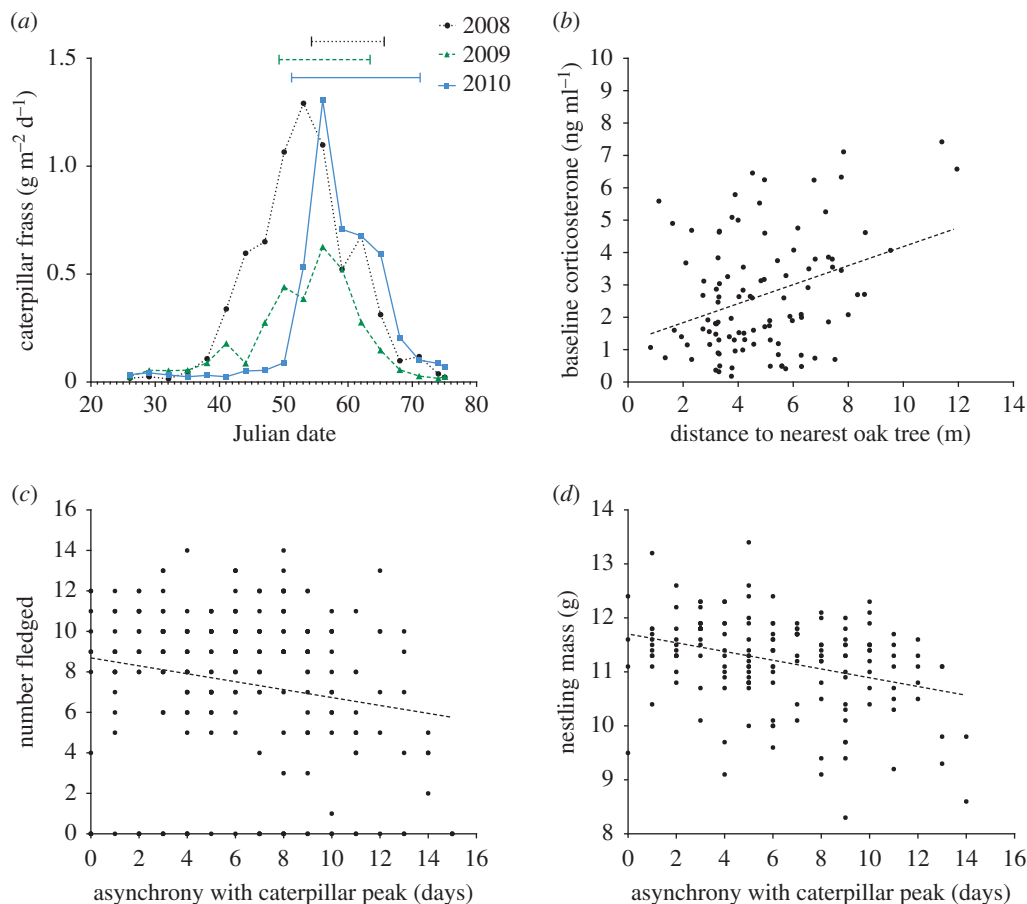 (a)
2008
2009
2010
1.5
1.0
0.5
0
caterpillar frass (g m−2 d−1)
20 30 40 50 60 70 80
Julian date
(b)
10
9
8
7
6
5
4
3
2
1
0
baseline corticosterone (ng ml−1)
0 2 4 6 8 10 12 14
distance to nearest oak tree (m)
(c)
16
14
12
10
8
6
4
2
0
number fledged
0 2 4 6 8 10 12 14 16
asynchrony with caterpillar peak (days)
(d)
14
13
12
11
10
9
8
nestling mass (g)
0 2 4 6 8 10 12 14 16
asynchrony with caterpillar peak (days)